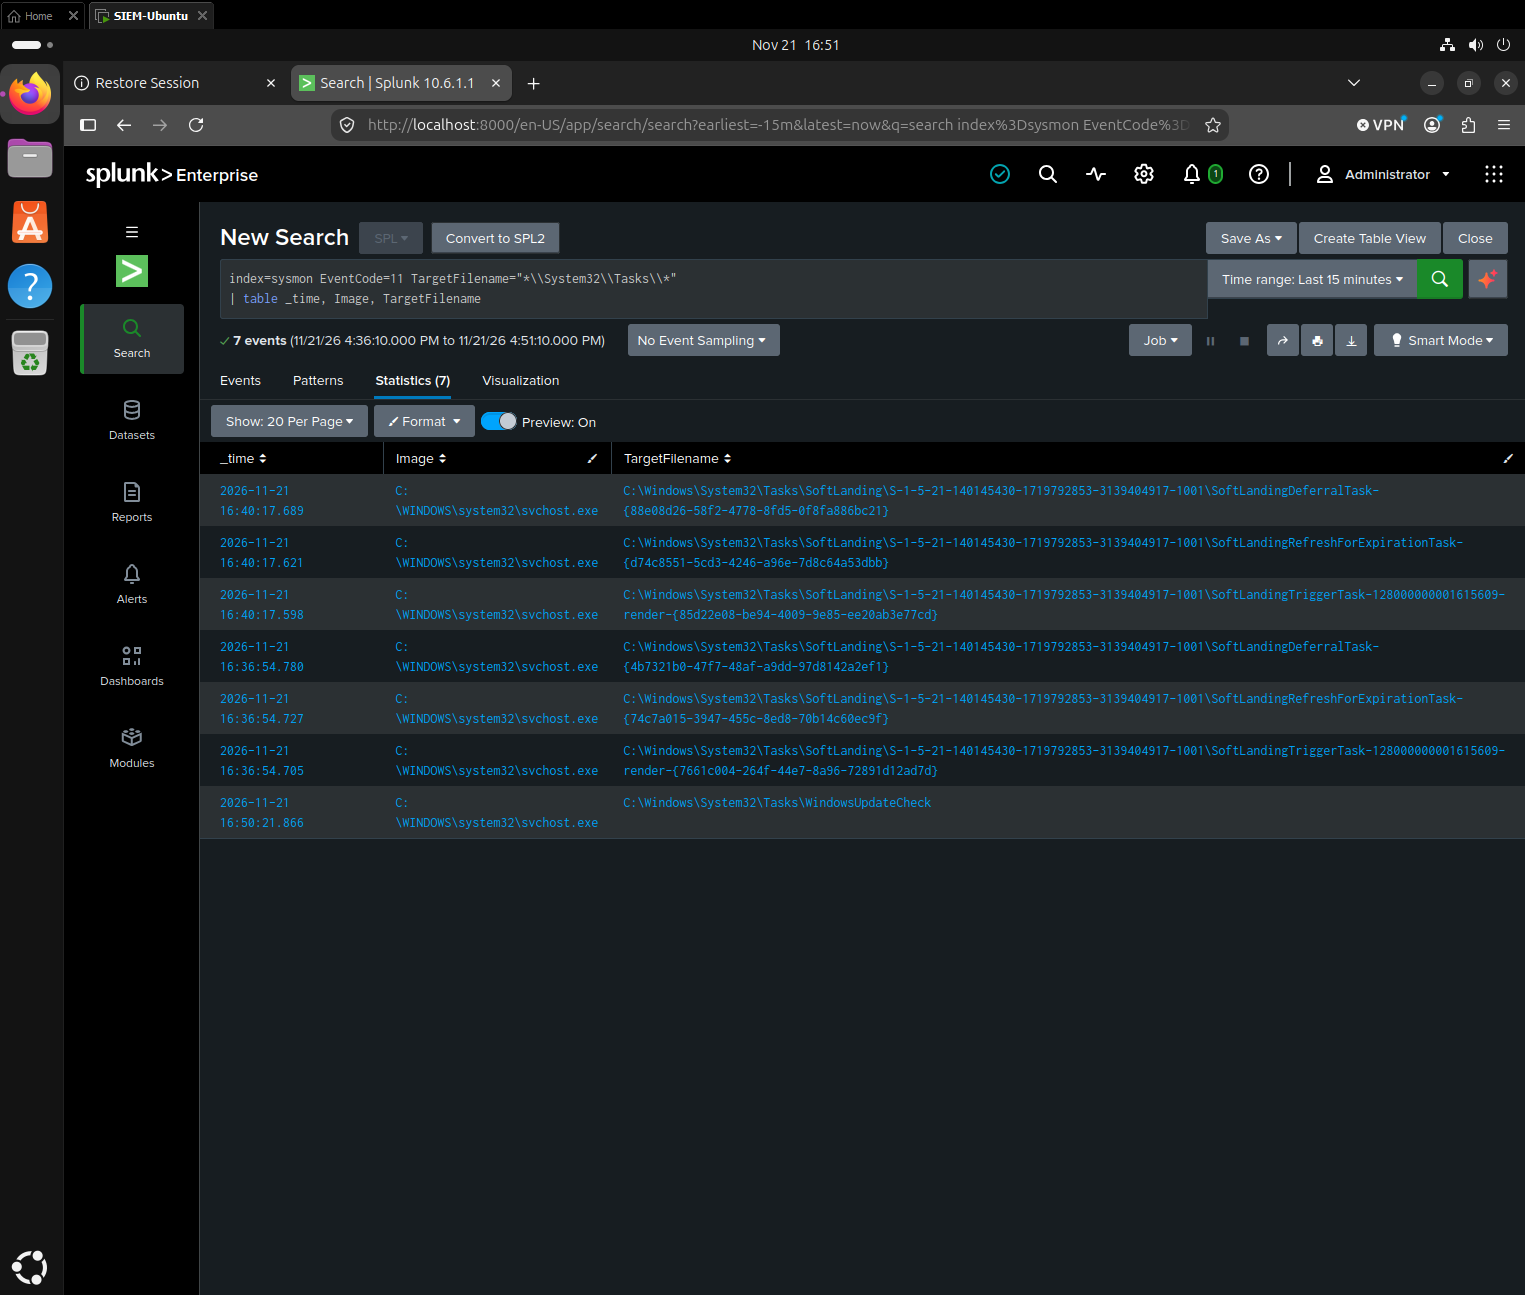 Home
SIEM-Ubuntu
Nov 21 16:51
Restore Session
Search | Splunk 10.6.1.1
http://localhost:8000/en-US/app/search/search?earliest=-15m&latest=now&q=search index%3Dsysmon EventCode%3D
VPN
splunk>Enterprise
1
Administrator
New Search
SPL
Convert to SPL2
Save As
Create Table View
Close
index=sysmon EventCode=11 TargetFilename="*\\System32\\Tasks\\*"
| table _time, Image, TargetFilename
Time range: Last 15 minutes
7 events (11/21/26 4:36:10.000 PM to 11/21/26 4:51:10.000 PM)
No Event Sampling
Job
Smart Mode
Search
Datasets
Reports
Alerts
Dashboards
Modules
Events
Patterns
Statistics (7)
Visualization
Show: 20 Per Page
Format
Preview: On
_time
Image
TargetFilename
2026-11-21
16:40:17.689
C:
\WINDOWS\system32\svchost.exe
C:\Windows\System32\Tasks\SoftLanding\S-1-5-21-140145430-1719792853-3139404917-1001\SoftLandingDeferralTask-
{88e08d26-58f2-4778-8fd5-0f8fa886bc21}
2026-11-21
16:40:17.621
C:
\WINDOWS\system32\svchost.exe
C:\Windows\System32\Tasks\SoftLanding\S-1-5-21-140145430-1719792853-3139404917-1001\SoftLandingRefreshForExpirationTask-
{d74c8551-5cd3-4246-a96e-7d8c64a53dbb}
2026-11-21
16:40:17.598
C:
\WINDOWS\system32\svchost.exe
C:\Windows\System32\Tasks\SoftLanding\S-1-5-21-140145430-1719792853-3139404917-1001\SoftLandingTriggerTask-128000000001615609-
render-{85d22e08-be94-4009-9e85-ee20ab3e77cd}
2026-11-21
16:36:54.780
C:
\WINDOWS\system32\svchost.exe
C:\Windows\System32\Tasks\SoftLanding\S-1-5-21-140145430-1719792853-3139404917-1001\SoftLandingDeferralTask-
{4b7321b0-47f7-48af-a9dd-97d8142a2ef1}
2026-11-21
16:36:54.727
C:
\WINDOWS\system32\svchost.exe
C:\Windows\System32\Tasks\SoftLanding\S-1-5-21-140145430-1719792853-3139404917-1001\SoftLandingRefreshForExpirationTask-
{74c7a015-3947-455c-8ed8-70b14c60ec9f}
2026-11-21
16:36:54.705
C:
\WINDOWS\system32\svchost.exe
C:\Windows\System32\Tasks\SoftLanding\S-1-5-21-140145430-1719792853-3139404917-1001\SoftLandingTriggerTask-128000000001615609-
render-{7661c004-264f-44e7-8a96-72891d12ad7d}
2026-11-21
16:50:21.866
C:
\WINDOWS\system32\svchost.exe
C:\Windows\System32\Tasks\WindowsUpdateCheck